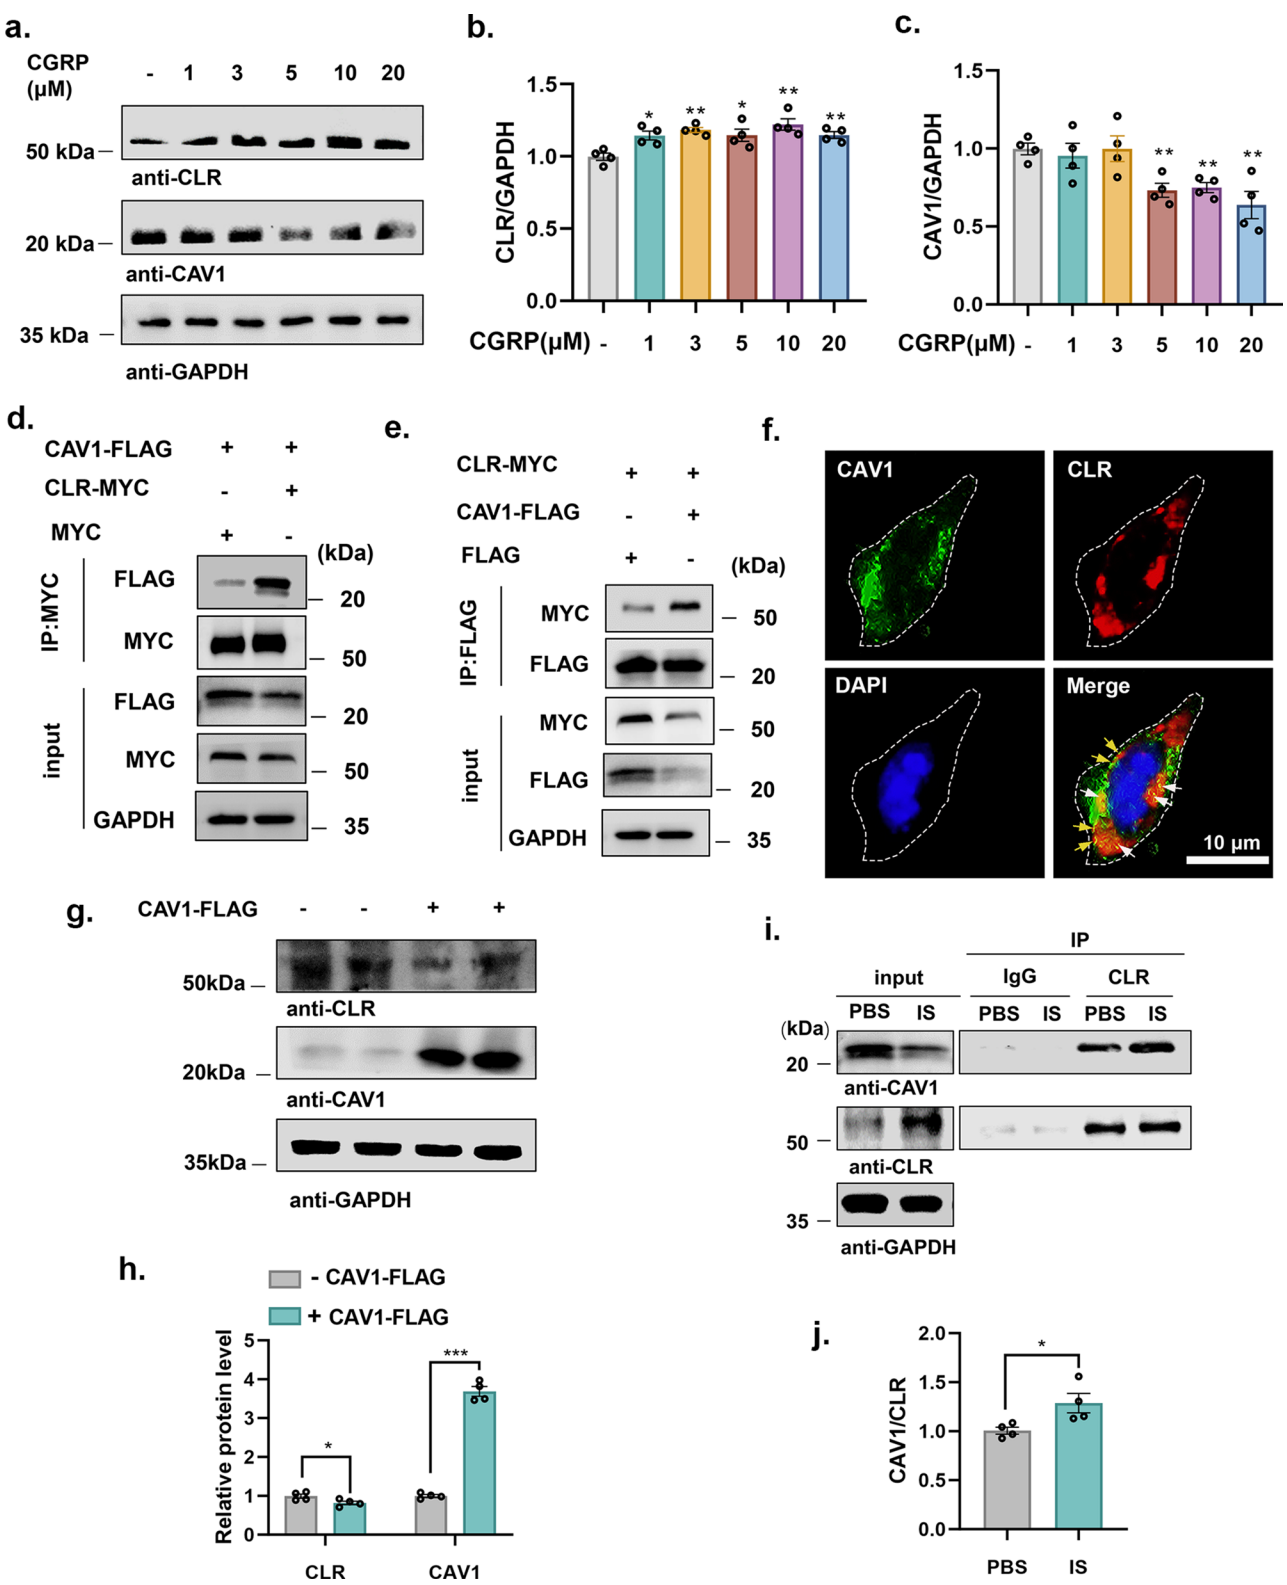 a.
CGRP
(µM)
- 1 3 5 10 20
50 kDa
anti-CLR
20 kDa
anti-CAV1
35 kDa
anti-GAPDH
b.
CLR/GAPDH
1.5
1.0
0.5
0.0
* ** * ** **
CGRP(µM) - 1 3 5 10 20
c.
CAV1/GAPDH
1.5
1.0
0.5
0.0
** ** **
CGRP(µM) - 1 3 5 10 20
d.
CAV1-FLAG + +
CLR-MYC - +
MYC + -
(kDa)
IP:MYC
FLAG 20
MYC 50
input
FLAG 20
MYC 50
GAPDH 35
e.
CLR-MYC + +
CAV1-FLAG - +
FLAG + -
(kDa)
IP:FLAG
MYC 50
FLAG 20
input
MYC 50
FLAG 20
GAPDH 35
f.
CAV1
CLR
DAPI
Merge
10 µm
g.
CAV1-FLAG - - + +
50kDa
anti-CLR
20kDa
anti-CAV1
35kDa
anti-GAPDH
h.
- CAV1-FLAG
+ CAV1-FLAG
Relative protein level
5
4
3
2
1
0
* ***
CLR CAV1
i.
IP
input IgG CLR
PBS IS PBS IS PBS IS
(kDa)
20
anti-CAV1
50
anti-CLR
35
anti-GAPDH
j.
CAV1/CLR
2.0
1.5
1.0
0.5
0.0
*
PBS IS